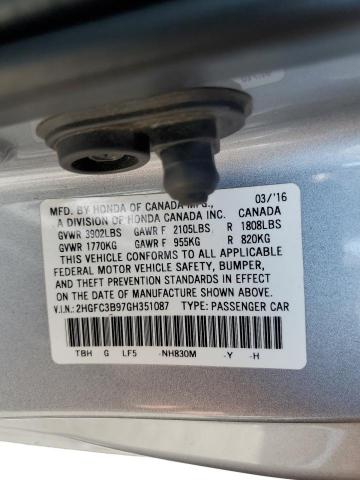 MFD. BY HONDA OF CANADA MFG., 03/'16
A DIVISION OF HONDA CANADA INC. CANADA
GVWR 3902LBS GAWR F 2105LBS R 1808LBS
GVWR 1770KG GAWR F 955KG R 820KG
THIS VEHICLE CONFORMS TO ALL APPLICABLE
FEDERAL MOTOR VEHICLE SAFETY, BUMPER,
AND THEFT PREVENTION STANDARDS IN EFFECT
ON THE DATE OF MANUFACTURE SHOWN ABOVE.
V.I.N.: 2HGFC3B97GH351087 TYPE: PASSENGER CAR
TBH G LF5 -NH830M -Y -H